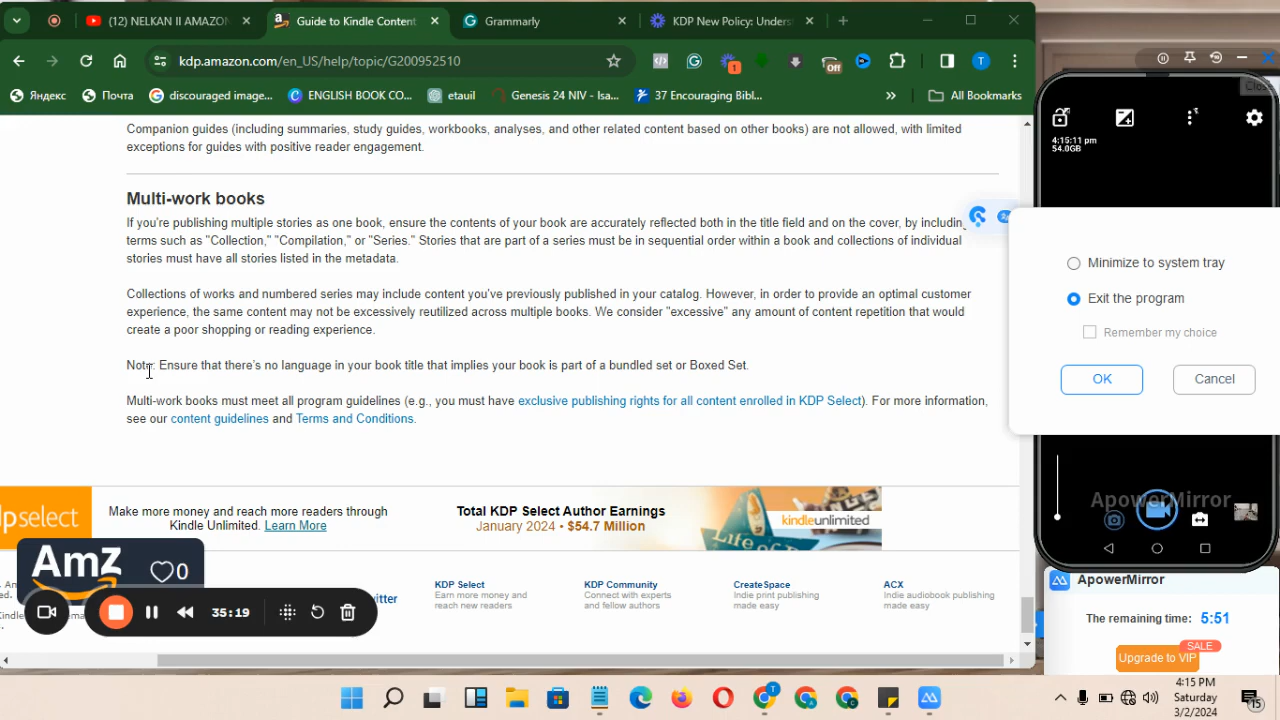 (17) NELKAN II AMAZON
Guide to Kindle Content
Grammarly
KDP New Policy: Underst
kdp.amazon.com/en_US/help/topic/G200952510
1
Off
T
Яндекс
Почта
discouraged image...
ENGLISH BOOK CO...
etauil
Genesis 24 NIV - Isa...
37 Encouraging Bibl...
»
All Bookmarks
Companion guides (including summaries, study guides, workbooks, analyses, and other related content based on other books) are not allowed, with limited
exceptions for guides with positive reader engagement.
Multi-work books
If you're publishing multiple stories as one book, ensure the contents of your book are accurately reflected both in the title field and on the cover, by including
terms such as "Collection," "Compilation," or "Series." Stories that are part of a series must be in sequential order within a book and collections of individual
stories must have all stories listed in the metadata.
Collections of works and numbered series may include content you've previously published in your catalog. However, in order to provide an optimal customer
experience, the same content may not be excessively reutilized across multiple books. We consider "excessive" any amount of content repetition that would
create a poor shopping or reading experience.
Note: Ensure that there's no language in your book title that implies your book is part of a bundled set or Boxed Set.
Multi-work books must meet all program guidelines (e.g., you must have exclusive publishing rights for all content enrolled in KDP Select). For more information,
see our content guidelines and Terms and Conditions.
dp select
Make more money and reach more readers through
Kindle Unlimited. Learn More
Total KDP Select Author Earnings
January 2024 • $54.7 Million
Life of Pi
kindleunlimited
Amz
0
35:19
twitter
KDP Select
Earn more money and
reach new readers
KDP Community
Connect with experts
and fellow authors
CreateSpace
Indie print publishing
made easy
ACX
Indie audiobook publishing
made easy
Close
4:15:11 pm
54.0GB
Minimize to system tray
Exit the program
Remember my choice
OK
Cancel
ApowerMirror
ApowerMirror
The remaining time: 5:51
SALE
Upgrade to VIP
4:15 PM
Saturday
3/2/2024
15